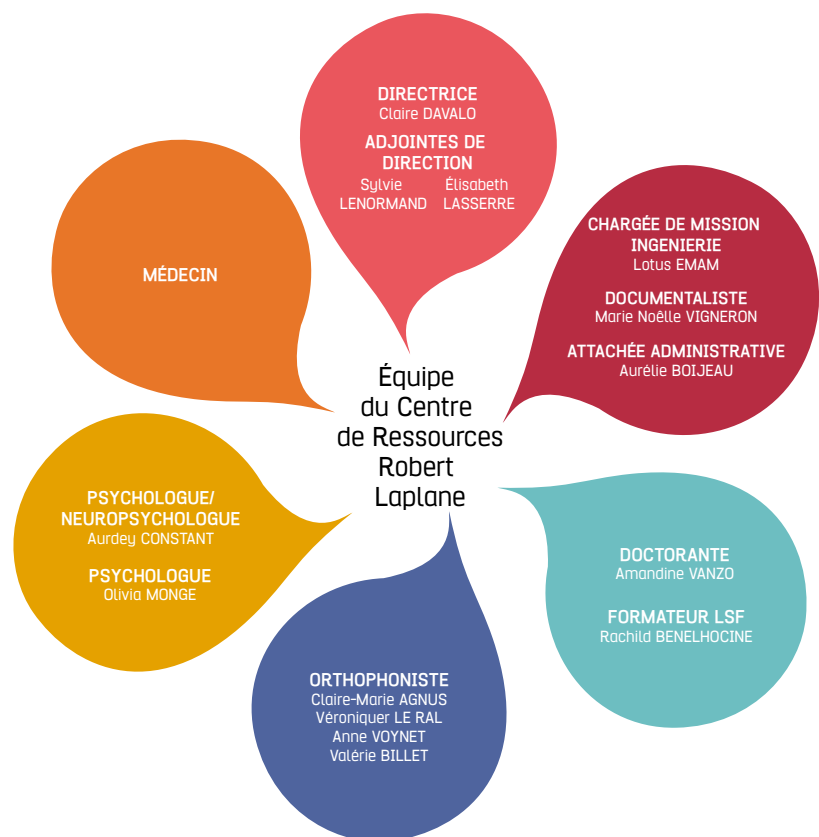 DIRECTRICE
Claire DAVALO
ADJOINTES DE
DIRECTION
Sylvie Élisabeth
LENORMAND LASSERRE
CHARGÉE DE MISSION
INGENIERIE
Lotus EMAM
DOCUMENTALISTE
Marie Noëlle VIGNERON
ATTACHÉE ADMINISTRATIVE
Aurélie BOIJEAU
MÉDECIN
Équipe
du Centre
de Ressources
Robert
Laplane
PSYCHOLOGUE/
NEUROPSYCHOLOGUE
Aurdey CONSTANT
PSYCHOLOGUE
Olivia MONGE
DOCTORANTE
Amandine VANZO
FORMATEUR LSF
Rachild BENELHOCINE
ORTHOPHONISTE
Claire-Marie AGNUS
Véroniquer LE RAL
Anne VOYNET
Valérie BILLET